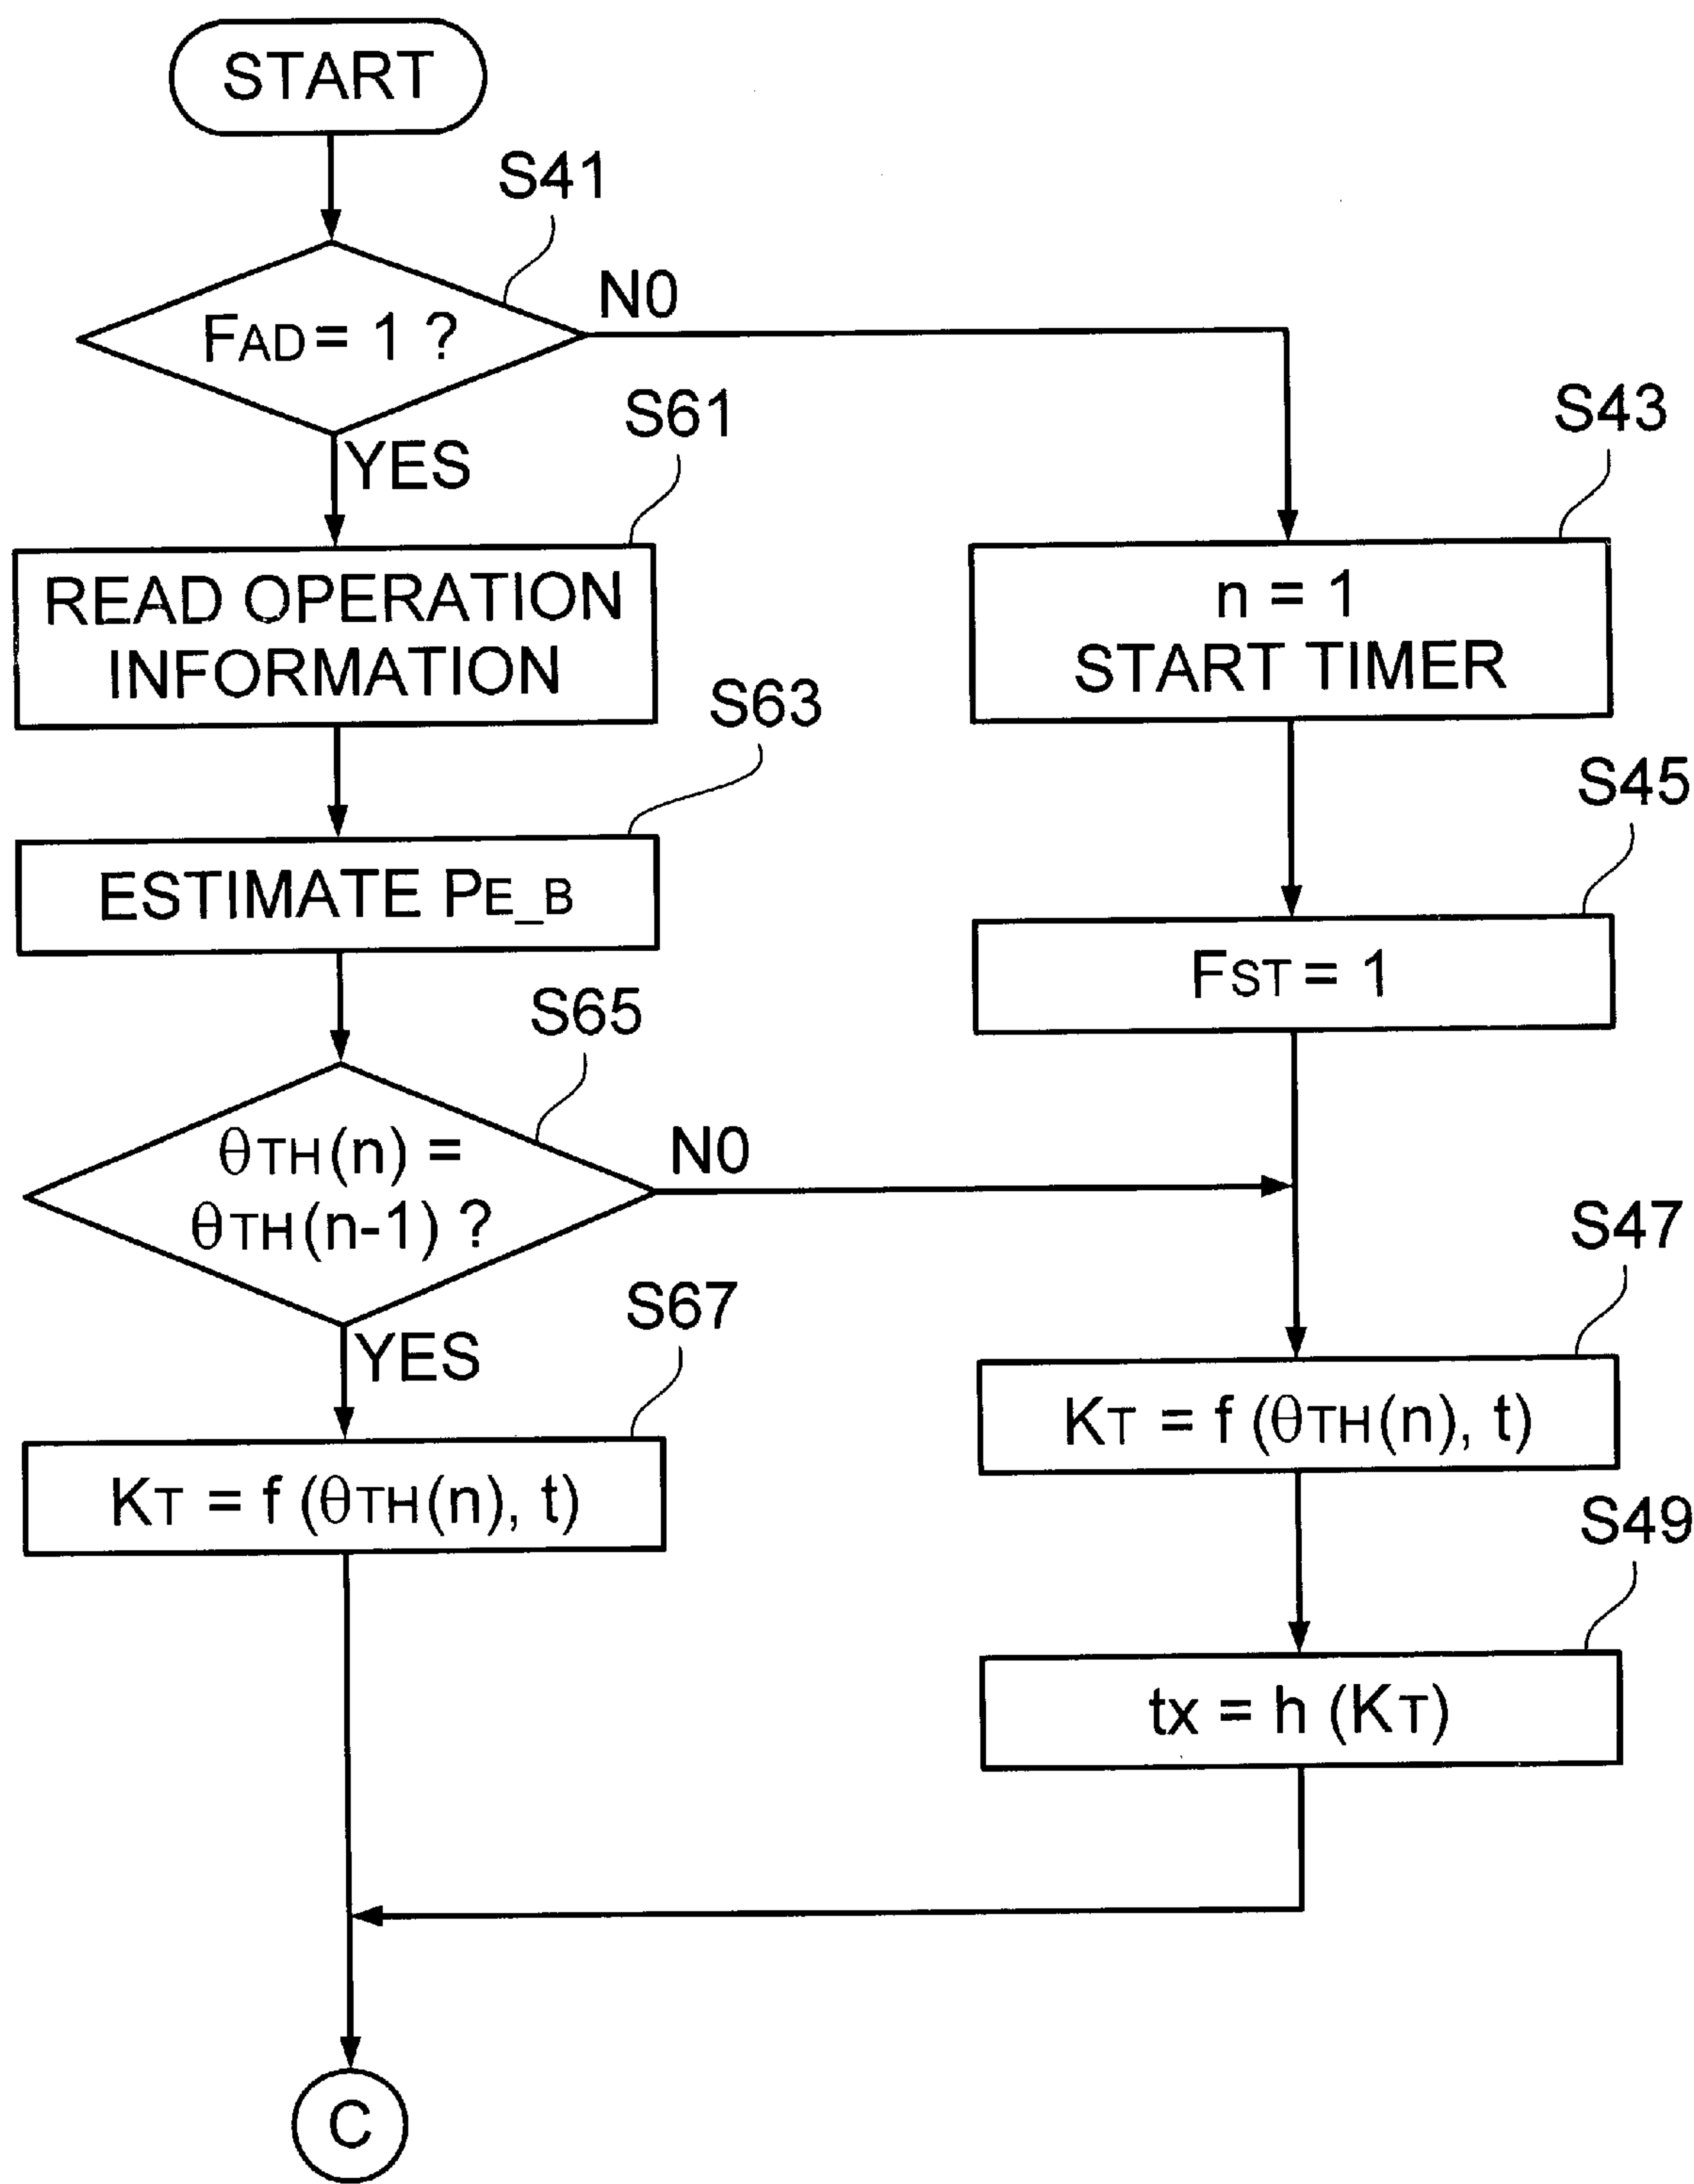 START
S41
FAD = 1 ?
N0
YES
S61
S43
READ OPERATION
INFORMATION
n = 1
START TIMER
S63
S45
ESTIMATE PE_B
FST = 1
S65
θTH(n) =
θTH(n-1) ?
N0
YES
S47
S67
KT = f (θTH(n), t)
KT = f (θTH(n), t)
S49
tx = h (KT)
C